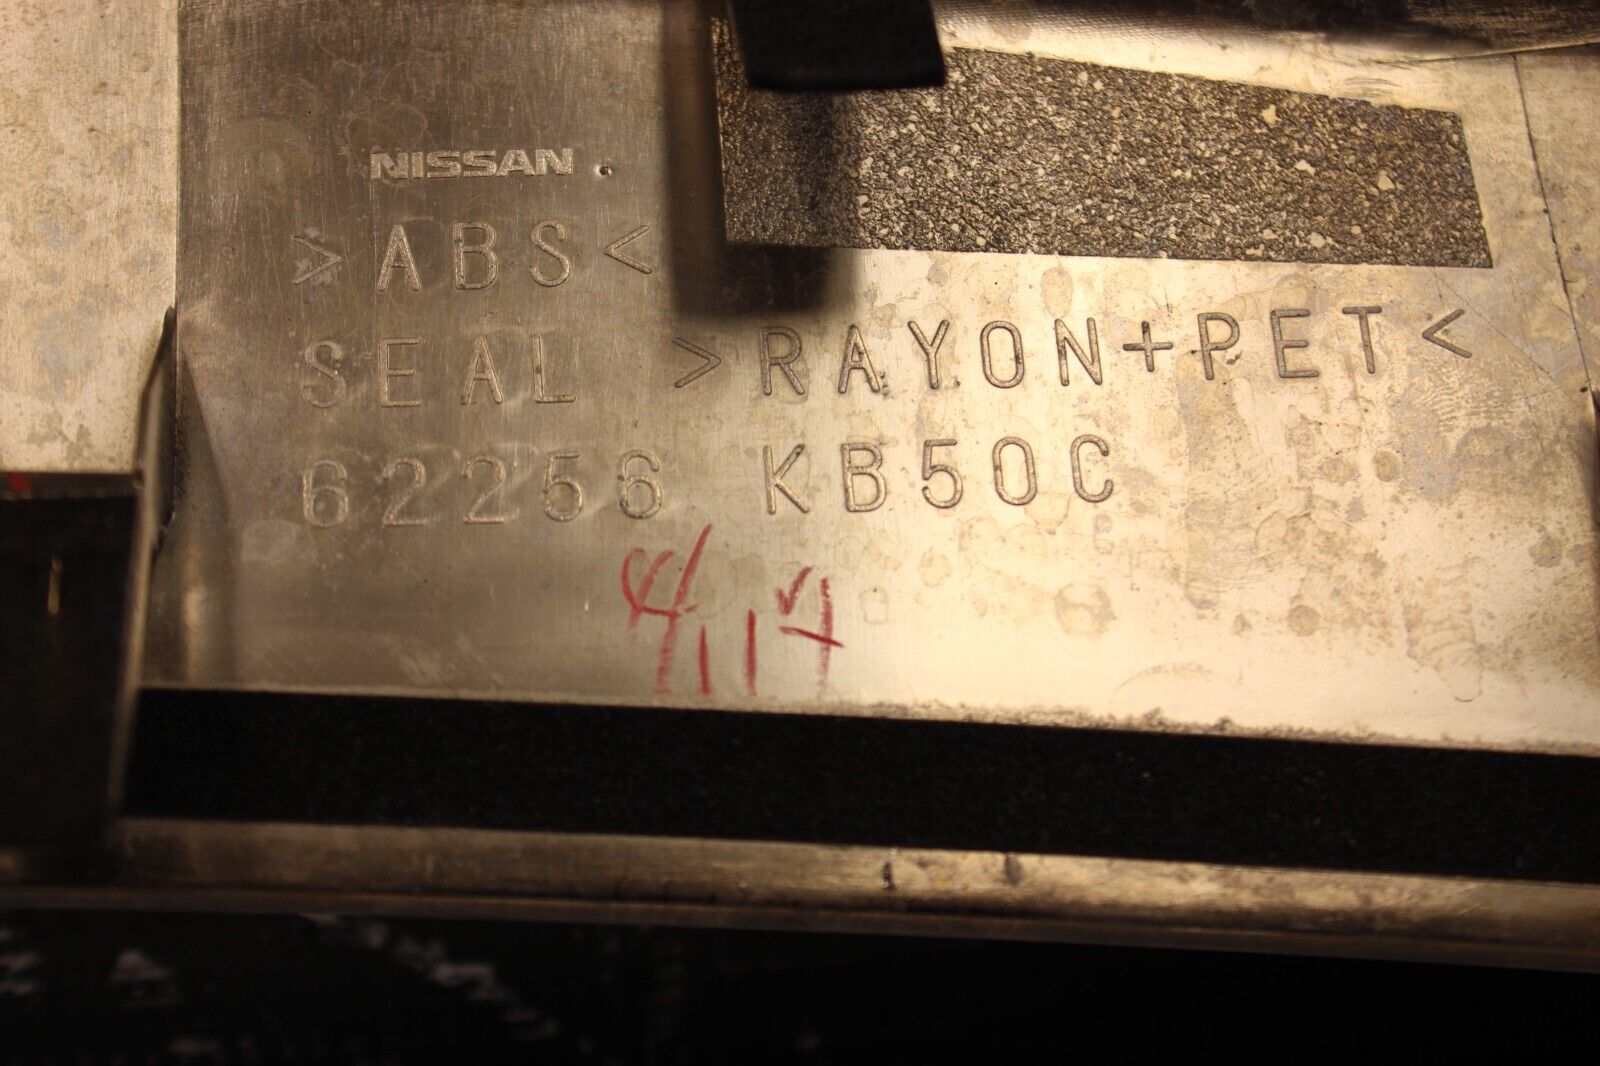 NISSAN
>ABS<
SEAL >RAYON+PET<
62256 KB50C